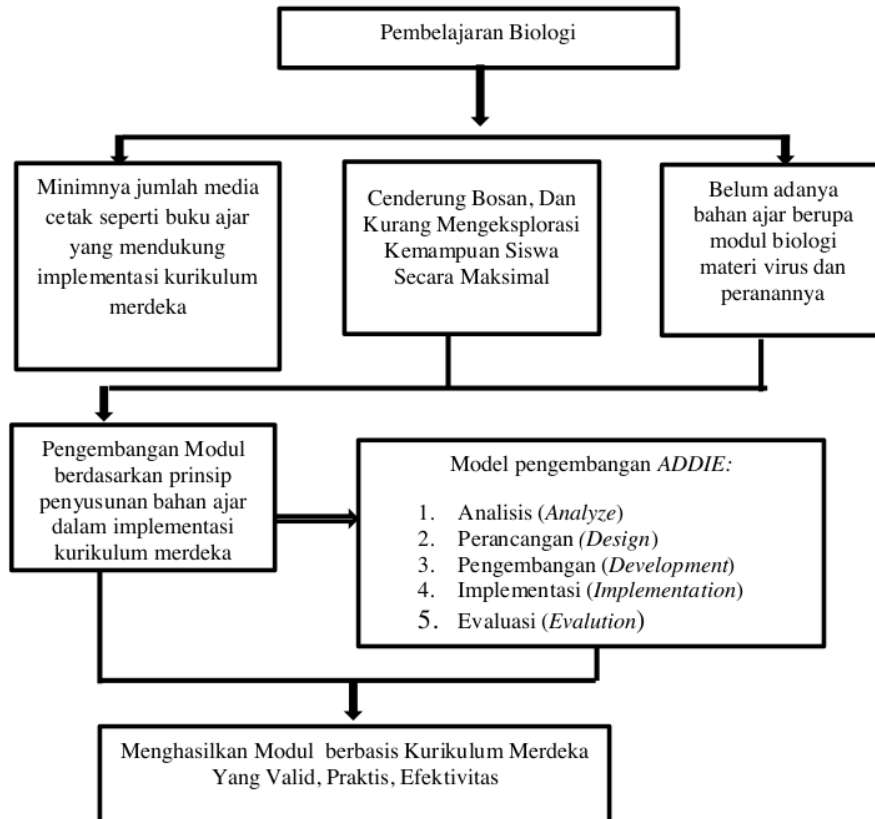 Pembelajaran Biologi
Minimnya jumlah media
cetak seperti buku ajar
yang mendukung
implementasi kurikulum
merdeka
Cenderung Bosan, Dan
Kurang Mengeksplorasi
Kemampuan Siswa
Secara Maksimal
Belum adanya
bahan ajar berupa
modul biologi
materi virus dan
peranannya
Pengembangan Modul
berdasarkan prinsip
penyusunan bahan ajar
dalam implementasi
kurikulum merdeka
Model pengembangan ADDIE:
1. Analisis (Analyze)
2. Perancangan (Design)
3. Pengembangan (Development)
4. Implementasi (Implementation)
5. Evaluasi (Evalution)
Menghasilkan Modul berbasis Kurikulum Merdeka
Yang Valid, Praktis, Efektivitas